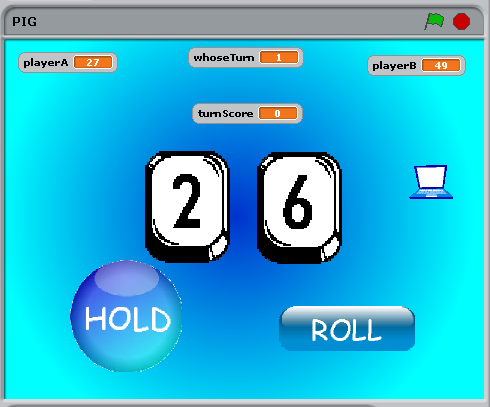 PIG
playerA 27
whoseTurn 1
playerB 49
turnScore 0
2 6
HOLD
ROLL